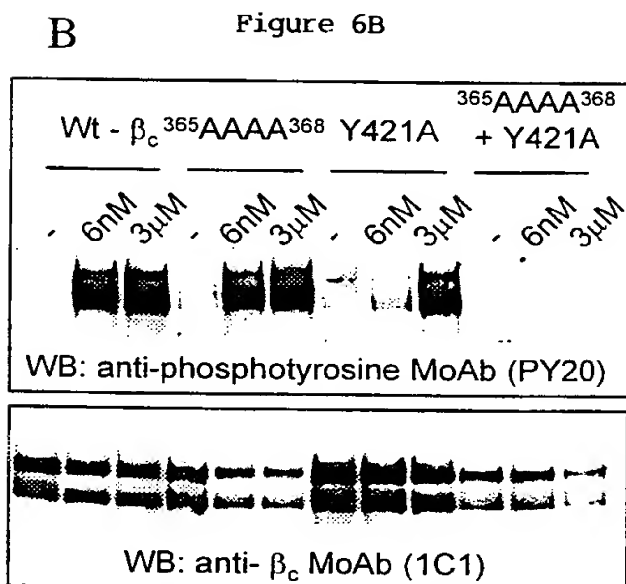 B Figure 6B
³⁶⁵AAAA³⁶⁸
Wt - βc ³⁶⁵AAAA³⁶⁸ Y421A + Y421A
- 6nM 3μM - 6nM 3μM - 6nM 3μM - 6nM 3μM
WB: anti-phosphotyrosine MoAb (PY20)
WB: anti- βc MoAb (1C1)